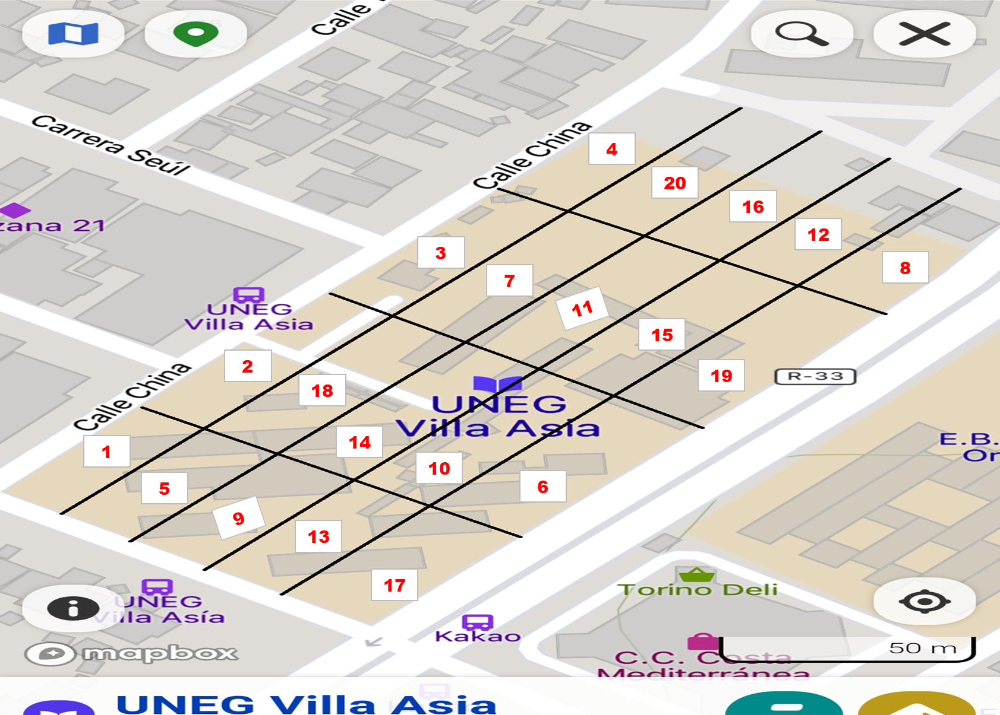 Calle
Carrera Seúl
Calle China
4
20
16
12
8
zana 21
3
7
11
15
19
UNEG
Villa Asia
2
18
14
10
6
R-33
UNEG
Villa Asia
Calle China
1
5
9
13
17
E.B.
Or
UNEG
Villa Asía
Kakao
Torino Deli
C.C. Costa
Mediterránea
50 m
mapbox
UNEG Villa Asia